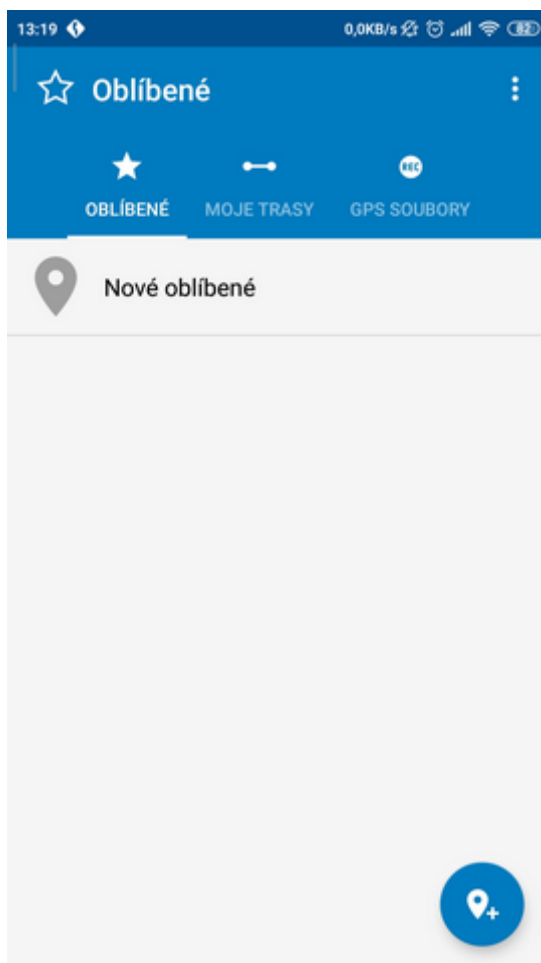 13:19 0,0KB/s 82
Oblíbené
OBLÍBENÉ MOJE TRASY REC GPS SOUBORY
Nové oblíbené